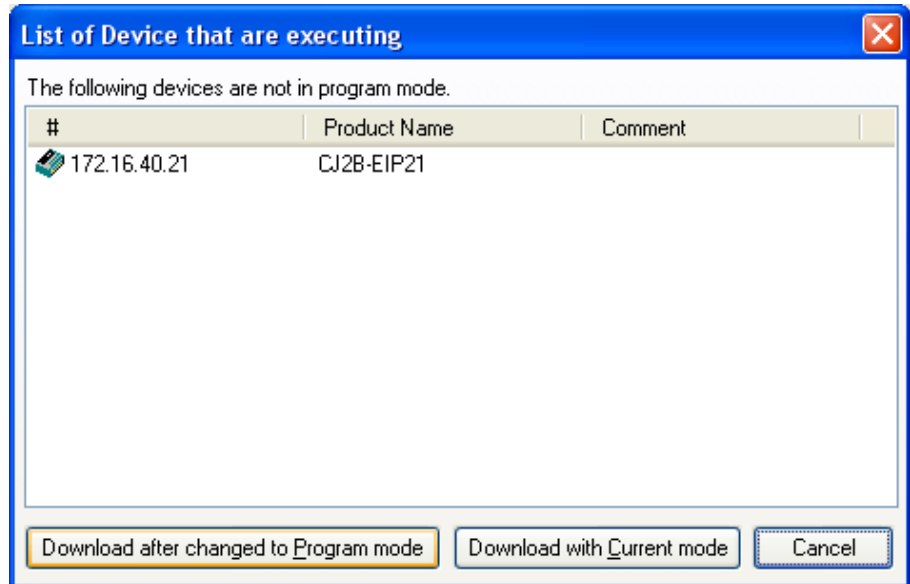 List of Device that are executing
The following devices are not in program mode.
# Product Name Comment
172.16.40.21 CJ2B-EIP21
Download after changed to Program mode Download with Current mode Cancel